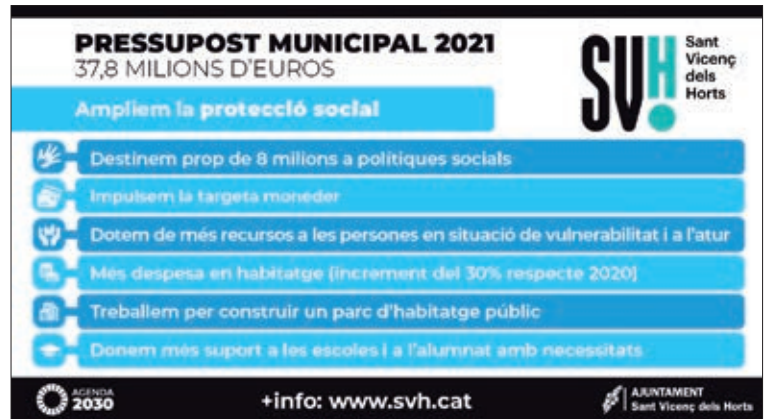 PRESSUPOST MUNICIPAL 2021
37,8 MILIONS D'EUROS
Ampliem la protecció social
SVH
Sant
Vicenç
dels
Horts
Destinem prop de 8 milions a polítiques socials
Impulsem la targeta moneder
Dotem de més recursos a les persones en situació de vulnerabilitat i a l'atur
Més despesa en habitatge (increment del 30% respecte 2020)
Treballem per construir un parc d'habitatge públic
Donem més suport a les escoles i a l'alumnat amb necessitats
AGENDA
2030
+info: www.svh.cat
AJUNTAMENT
Sant Vicenç dels Horts